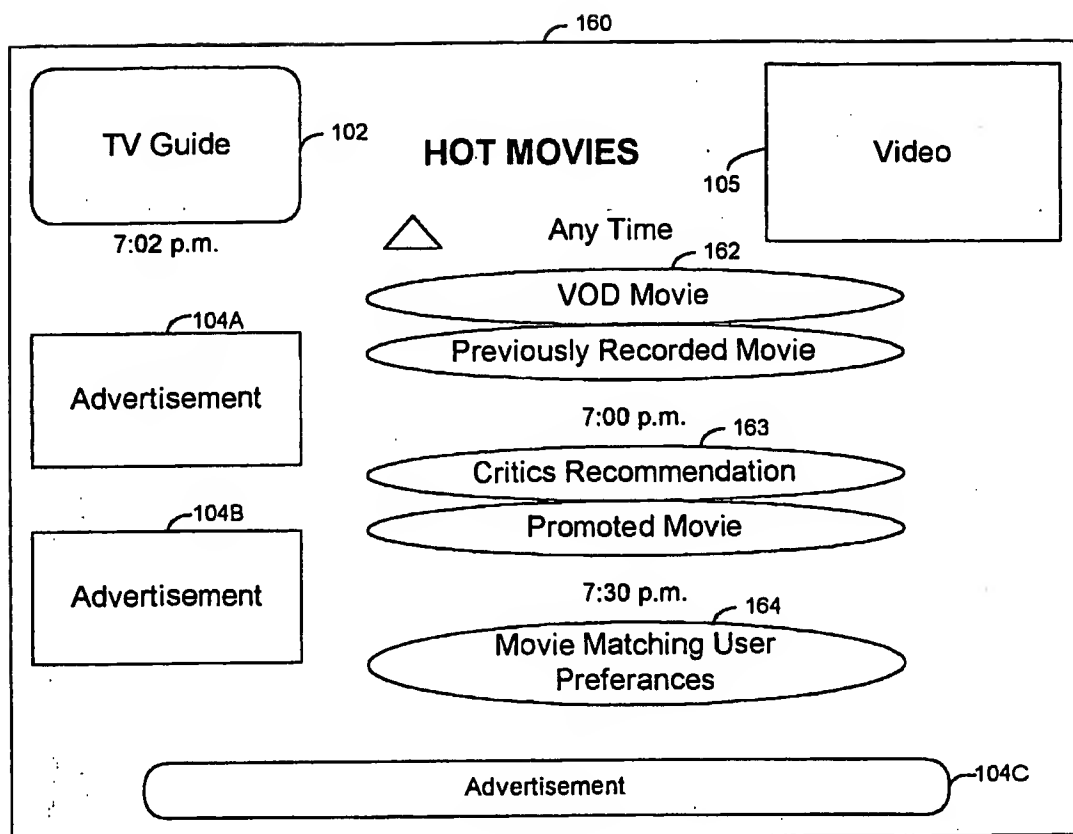 160
TV Guide
102
HOT MOVIES
105
Video
7:02 p.m.
Any Time
162
VOD Movie
Previously Recorded Movie
104A
Advertisement
7:00 p.m.
163
Critics Recommendation
Promoted Movie
104B
Advertisement
7:30 p.m.
164
Movie Matching User
Preferances
Advertisement
104C